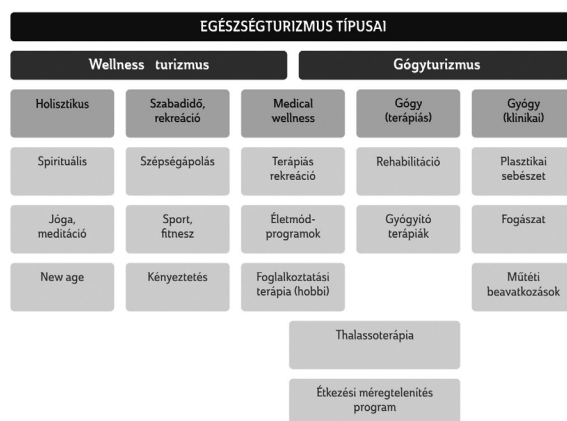 EGÉSZSÉGTURIZMUS TÍPUSAI
Wellness turizmus
Gógyturizmus
Holisztikus
Szabadidő,
rekreáció
Medical
wellness
Gógy
(terápiás)
Gyógy
(klinikai)
Spirituális
Szépségápolás
Terápiás
rekreáció
Rehabilitáció
Plasztikai
sebészet
Jóga,
meditáció
Sport,
fitnesz
Életmód-
programok
Gyógyító
terápiák
Fogászat
New age
Kényeztetés
Foglalkoztatási
terápia (hobbi)
Műtéti
beavatkozások
Thalassoterápia
Étkezési méregtelenítés
program